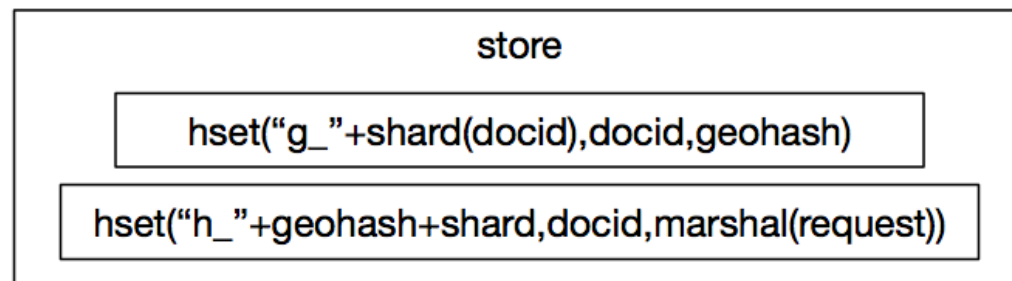 store
hset(“g_”+shard(docid),docid,geohash)
hset(“h_”+geohash+shard,docid,marshal(request))